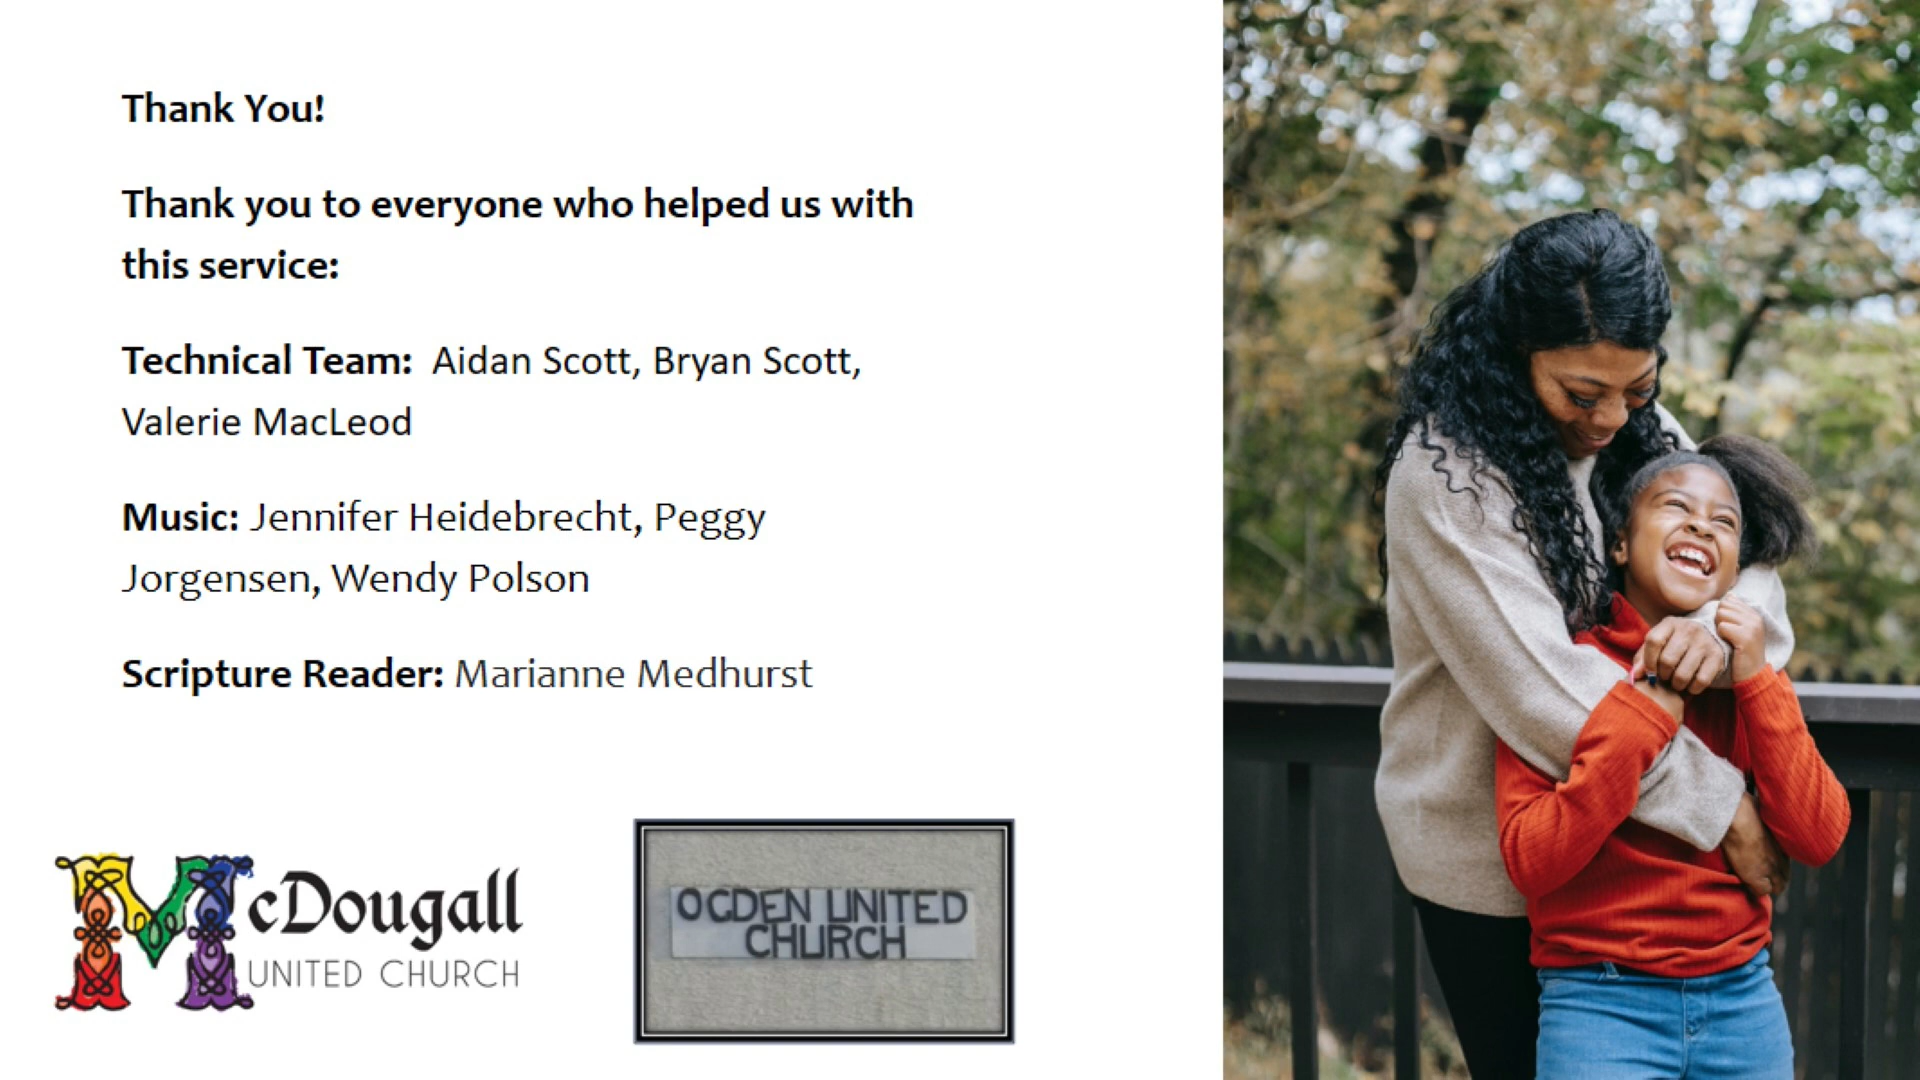 Thank You!
Thank you to everyone who helped us with
this service:
Technical Team:  Aidan Scott, Bryan Scott,
Valerie MacLeod
Music: Jennifer Heidebrecht, Peggy
Jorgensen, Wendy Polson
Scripture Reader: Marianne Medhurst
McDougall
UNITED CHURCH
OGDEN UNITED
CHURCH